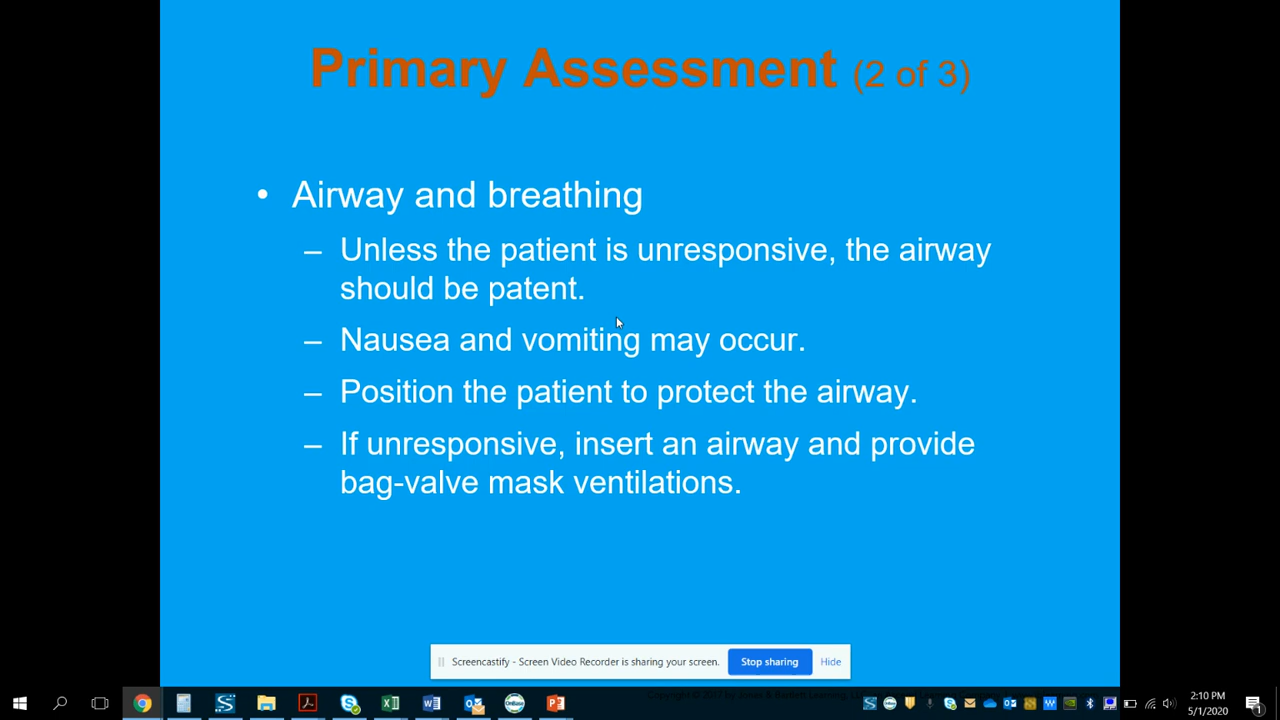 Primary Assessment (2 of 3)
• Airway and breathing
– Unless the patient is unresponsive, the airway
should be patent.
– Nausea and vomiting may occur.
– Position the patient to protect the airway.
– If unresponsive, insert an airway and provide
bag-valve mask ventilations.
Screencastify - Screen Video Recorder is sharing your screen. Stop sharing Hide
2:10 PM
5/1/2020